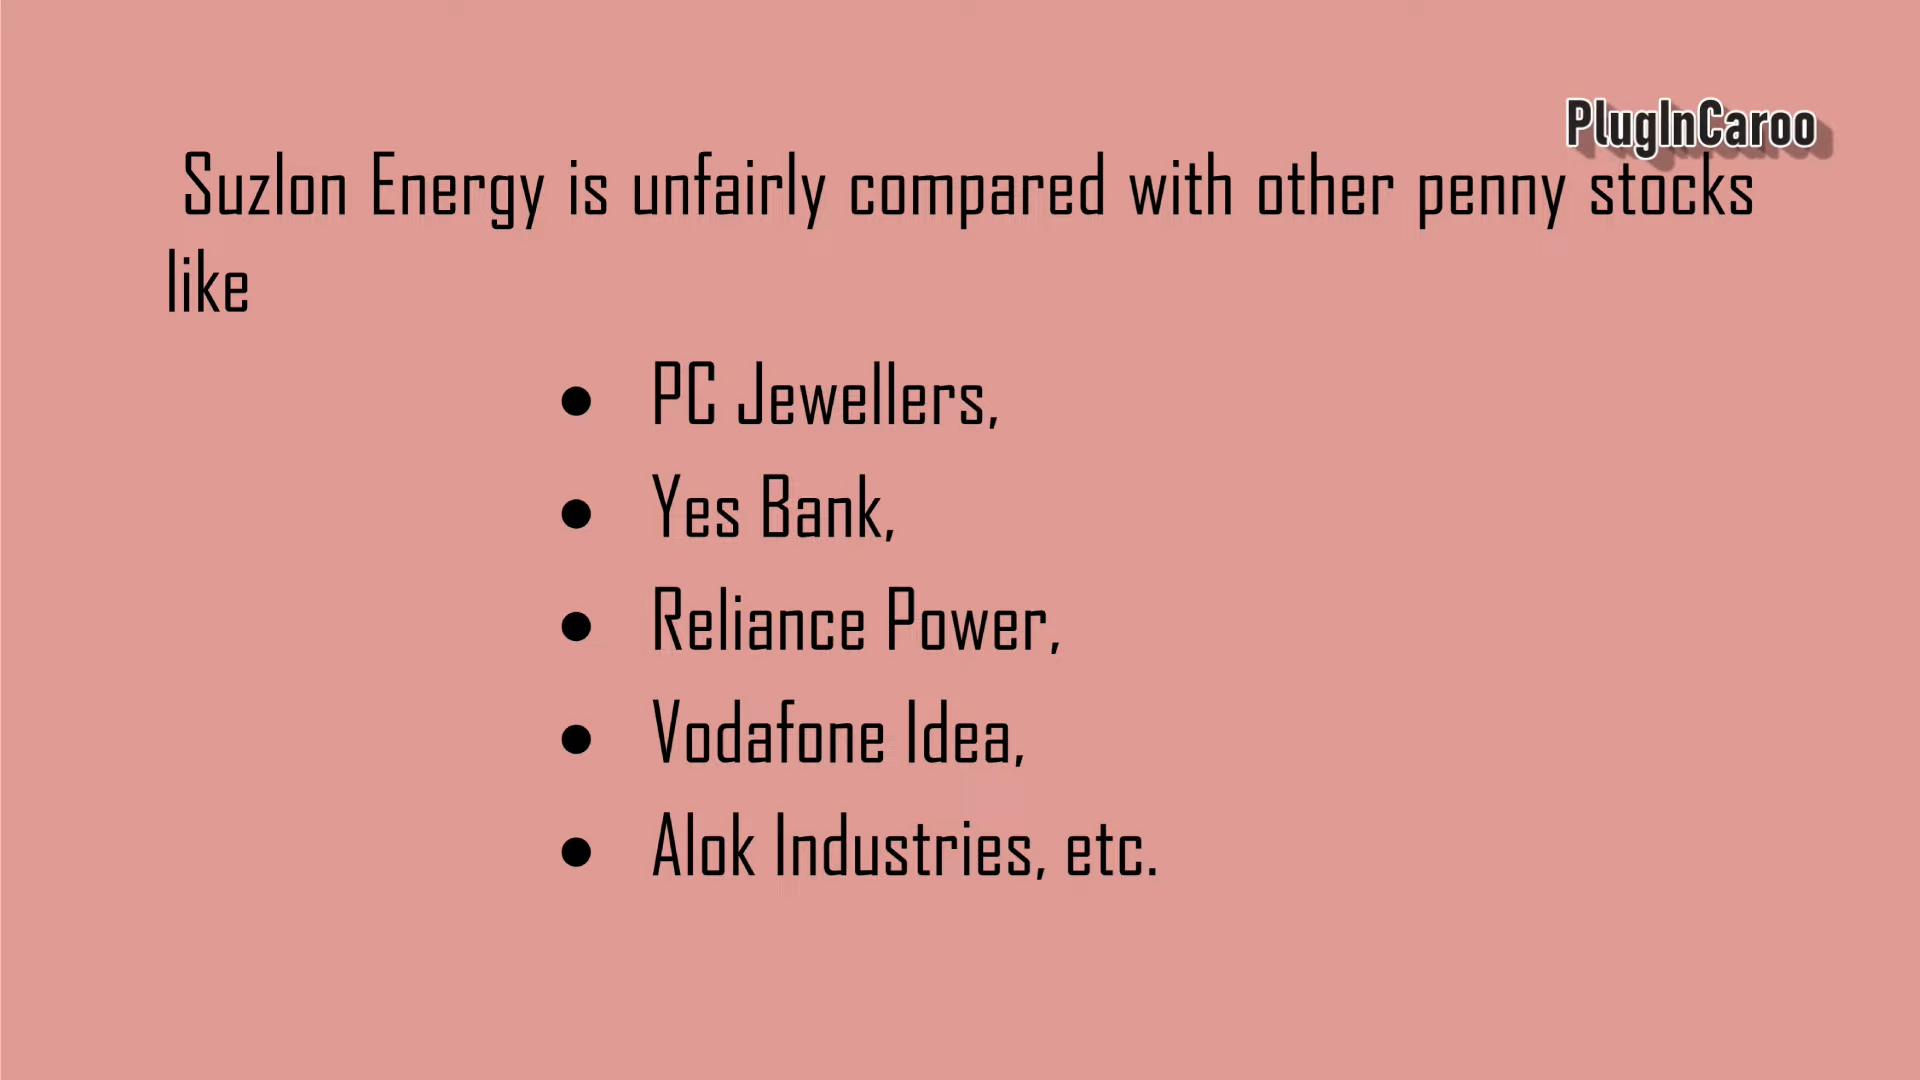 PlugInCaroo
Suzlon Energy is unfairly compared with other penny stocks
like
● PC Jewellers,
● Yes Bank,
● Reliance Power,
● Vodafone Idea,
● Alok Industries, etc.